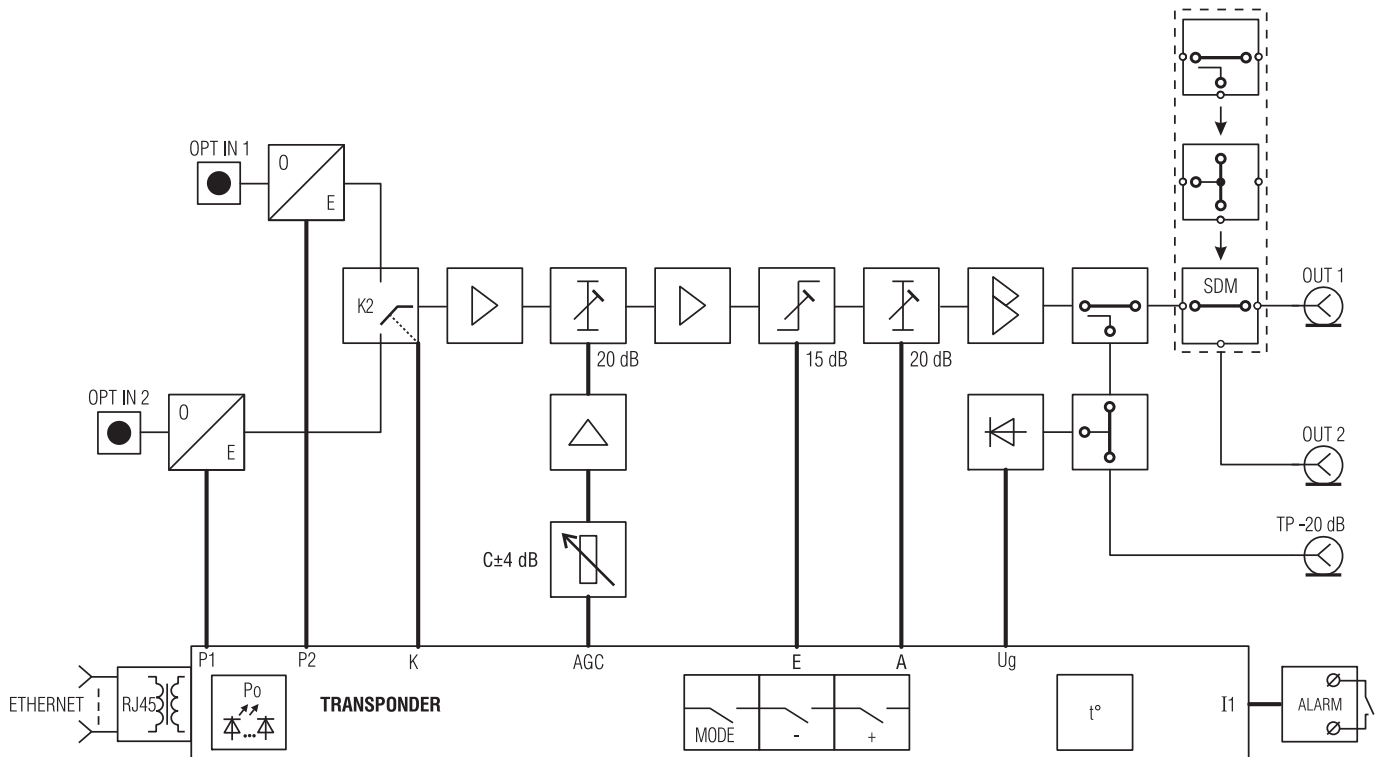 OPT IN 1
O
E
K2
20 dB
15 dB
20 dB
SDM
OUT 1
OPT IN 2
O
E
OUT 2
TP -20 dB
C±4 dB
P1
P2
K
AGC
E
A
Ug
ETHERNET
RJ45
Po
TRANSPONDER
MODE
-
+
t°
I1
ALARM